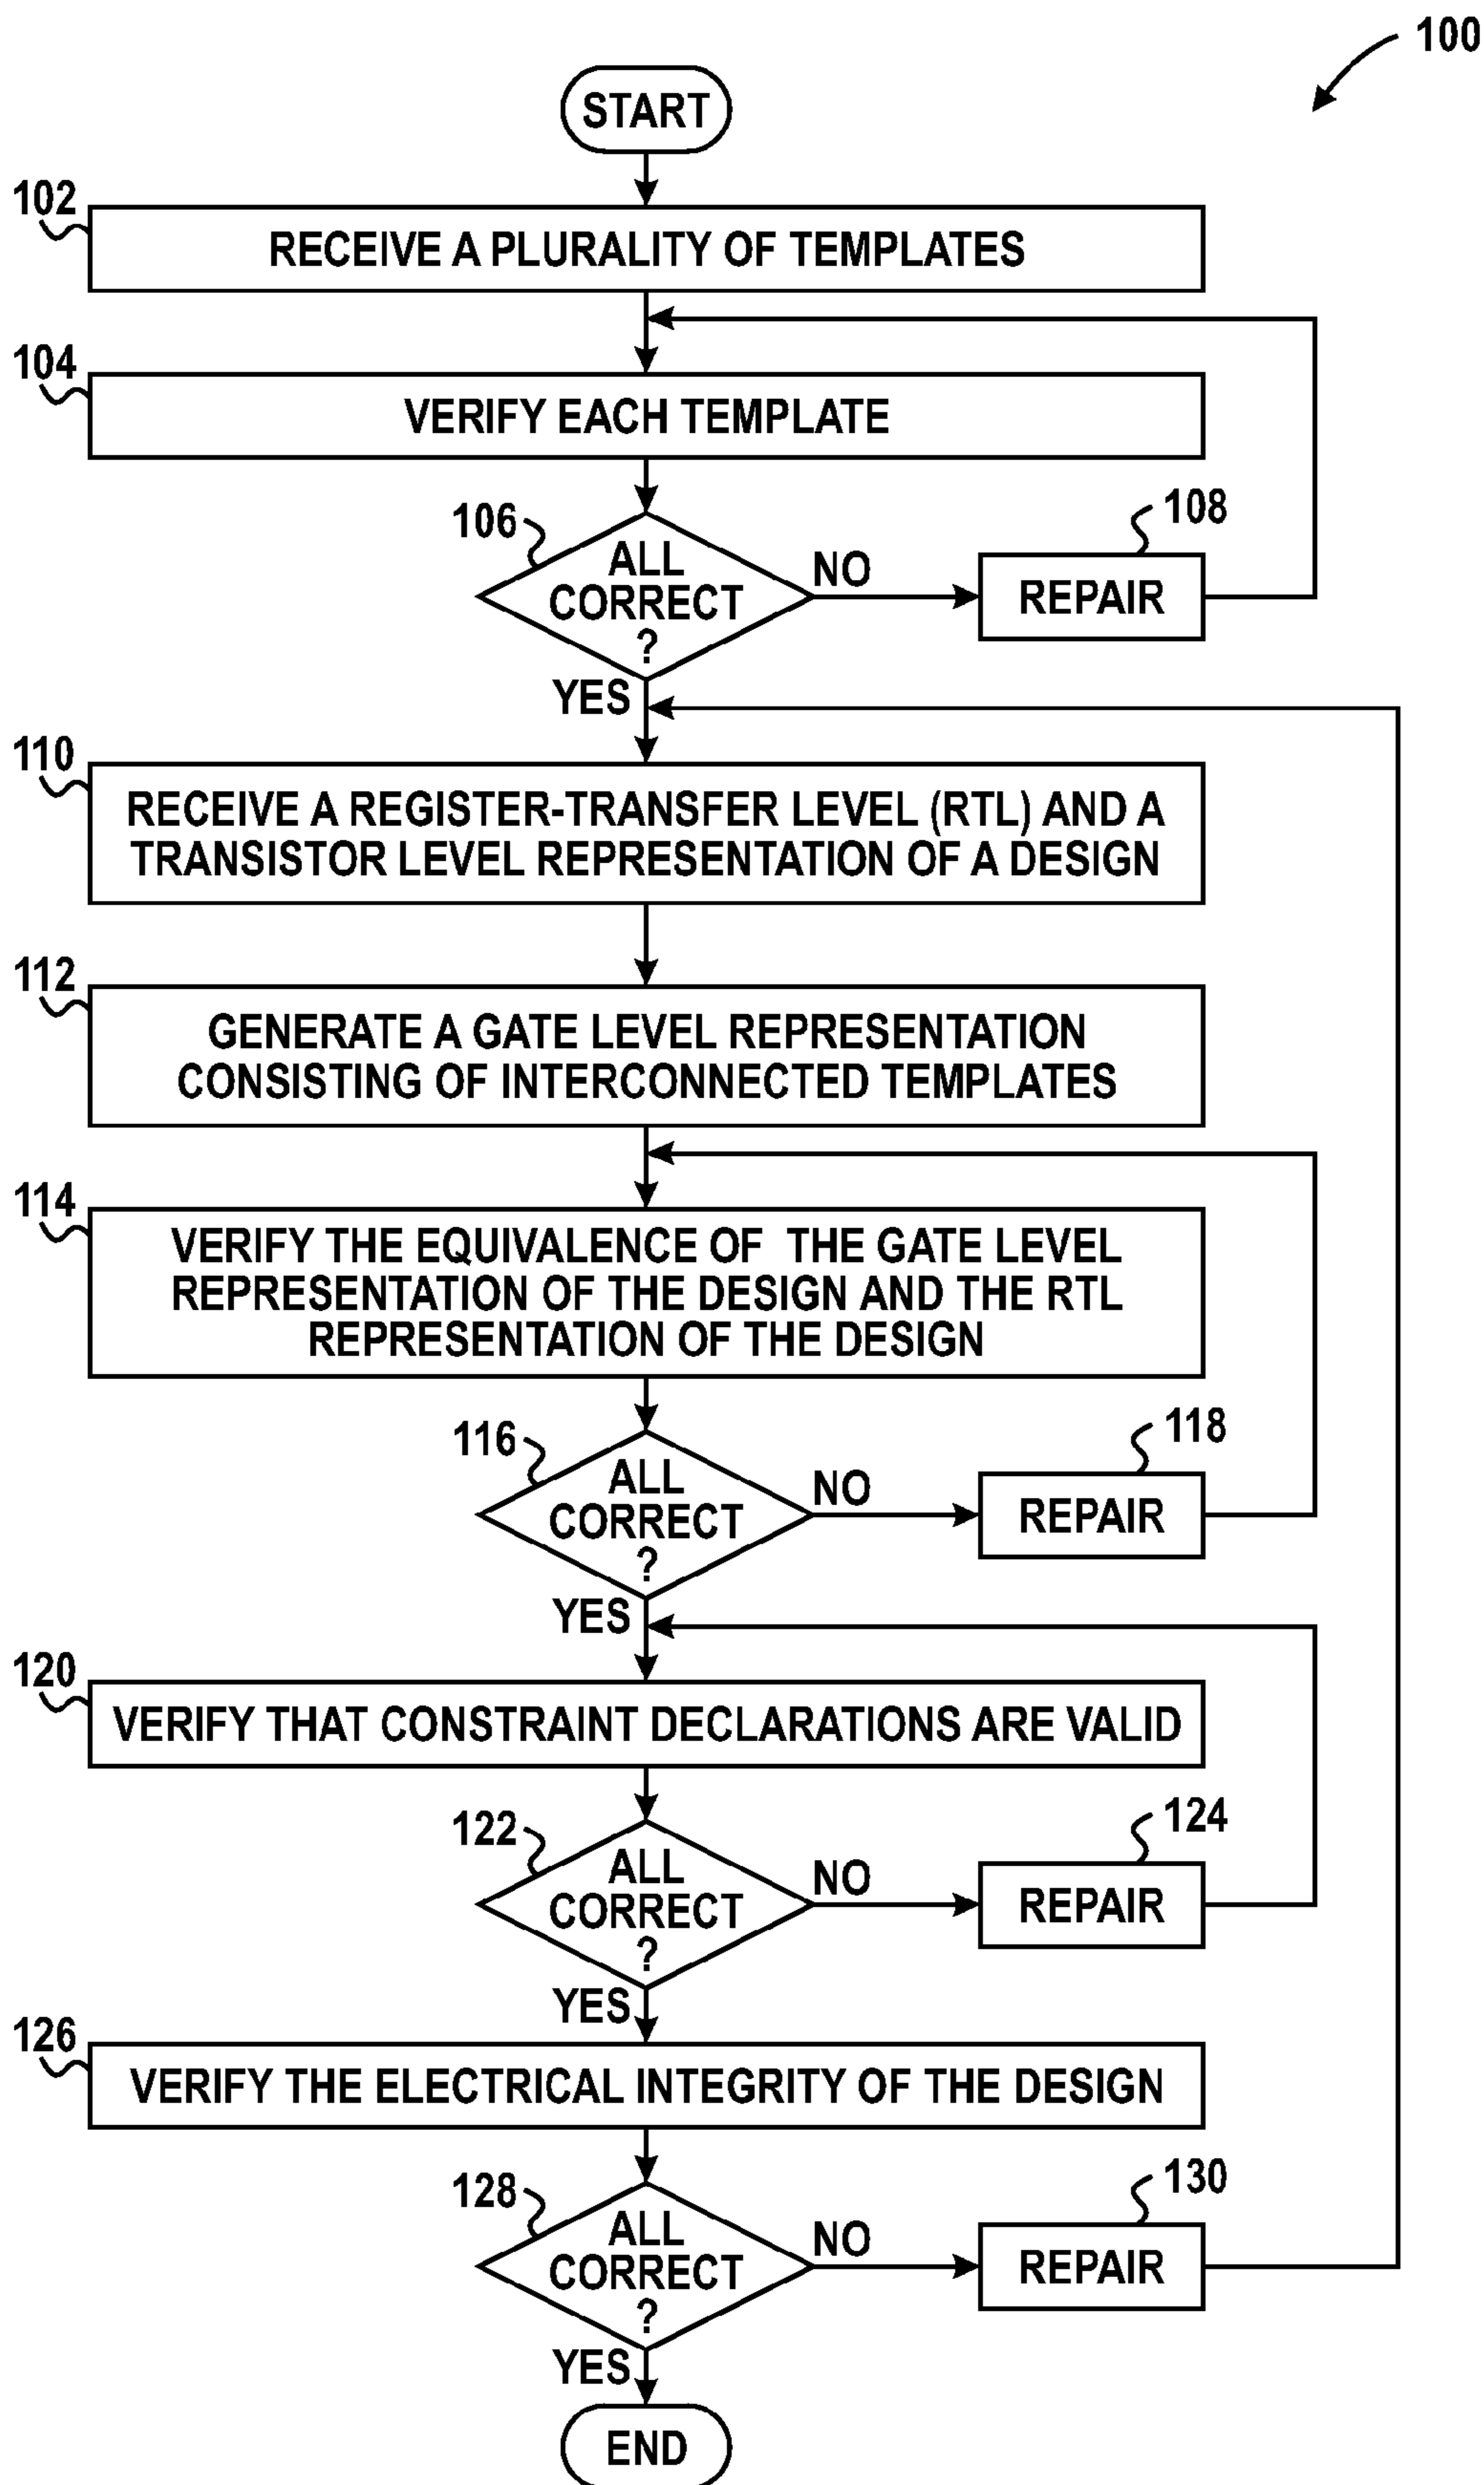 100
START
102
RECEIVE A PLURALITY OF TEMPLATES
104
VERIFY EACH TEMPLATE
106
ALL
CORRECT
?
NO
108
REPAIR
YES
110
RECEIVE A REGISTER-TRANSFER LEVEL (RTL) AND A
TRANSISTOR LEVEL REPRESENTATION OF A DESIGN
112
GENERATE A GATE LEVEL REPRESENTATION
CONSISTING OF INTERCONNECTED TEMPLATES
114
VERIFY THE EQUIVALENCE OF THE GATE LEVEL
REPRESENTATION OF THE DESIGN AND THE RTL
REPRESENTATION OF THE DESIGN
116
ALL
CORRECT
?
NO
118
REPAIR
YES
120
VERIFY THAT CONSTRAINT DECLARATIONS ARE VALID
122
ALL
CORRECT
?
NO
124
REPAIR
YES
126
VERIFY THE ELECTRICAL INTEGRITY OF THE DESIGN
128
ALL
CORRECT
?
NO
130
REPAIR
YES
END